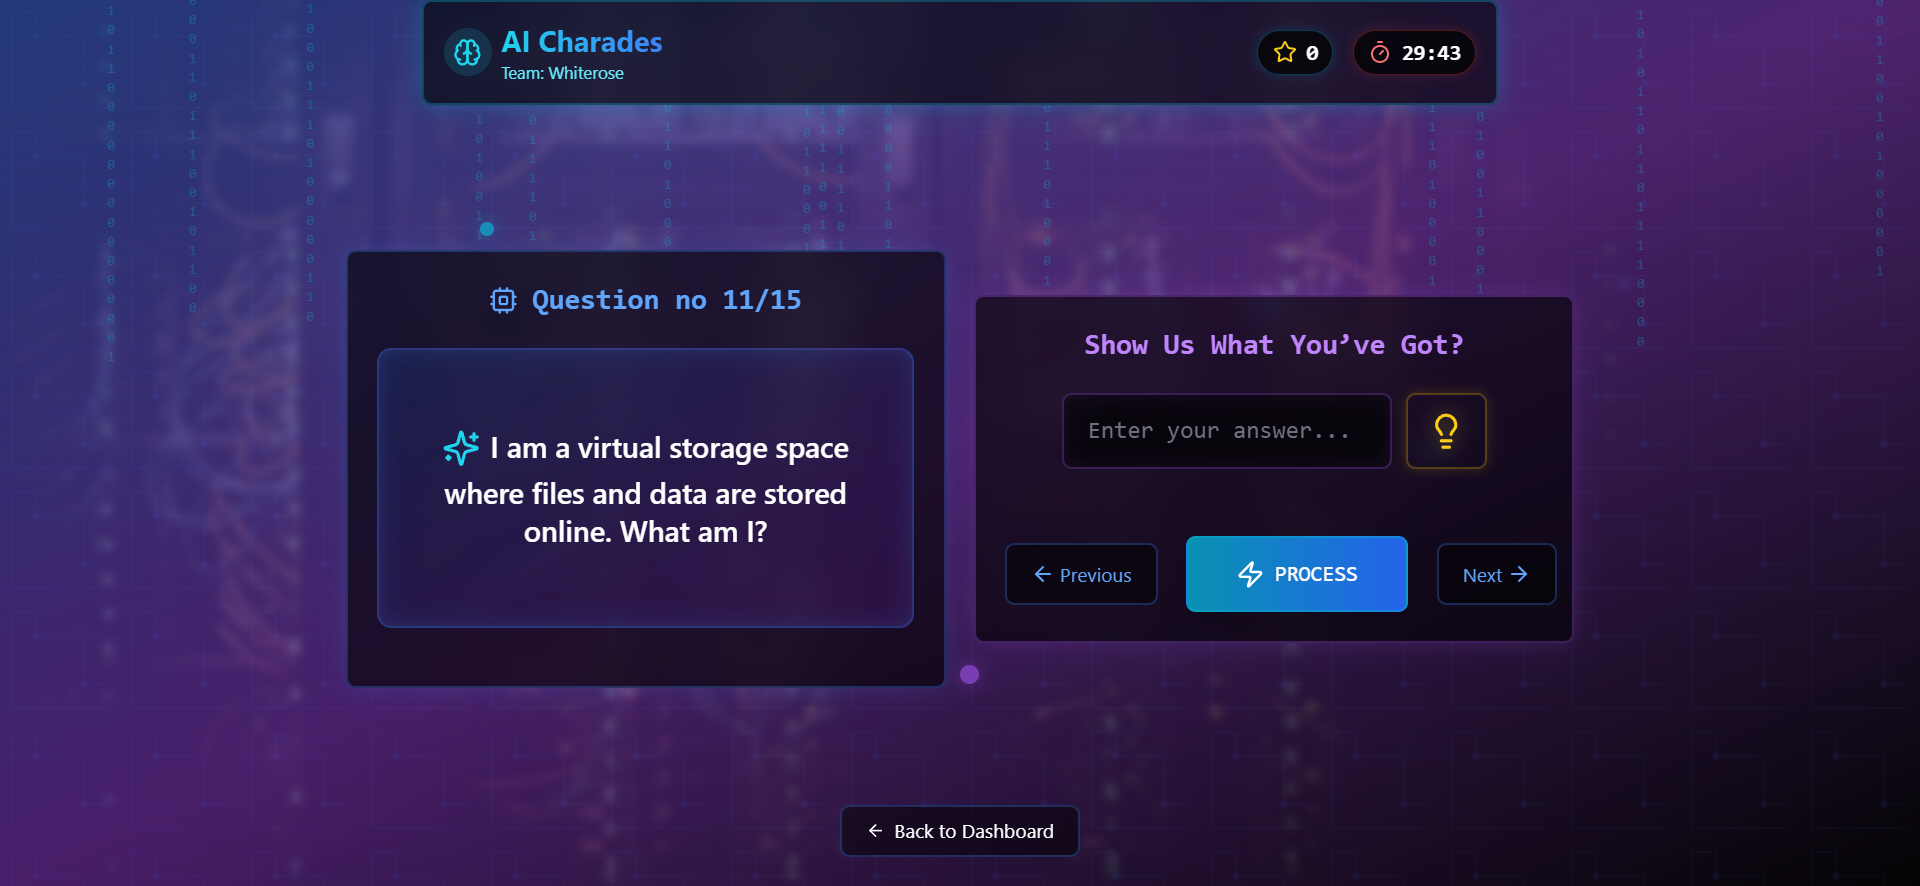 AI Charades
Team: Whiterose
0
29:43
Question no 11/15
I am a virtual storage space
where files and data are stored
online. What am I?
Show Us What You’ve Got?
Enter your answer...
Previous
PROCESS
Next
Back to Dashboard